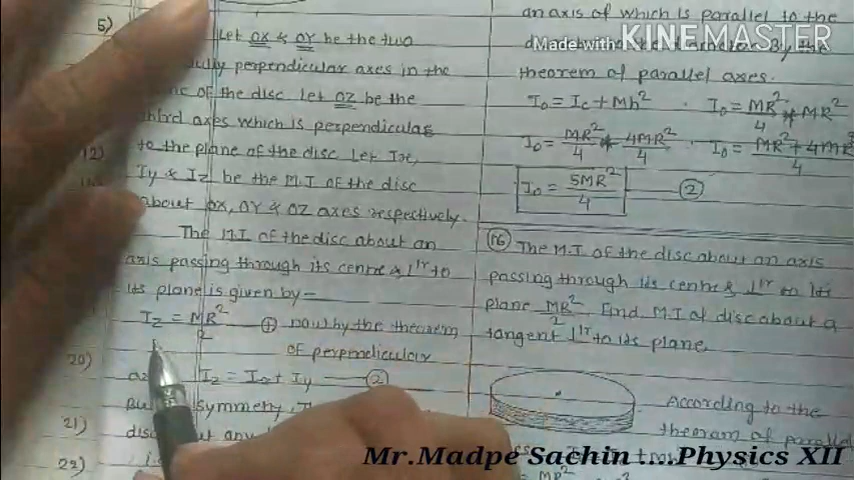 5)
Let OX & OY be the two
perpendicular axes in the
of the disc let OZ be the
third axes which is perpendicular
12) to the plane of the disc Let Ix,
Iy & Iz be the M.I of the disc
about OX, OY & OZ axes respectively.
The M.I of the disc about an
axis passing through its centre & ⊥ʳ to
its plane is given by —
Iz = MR²/2 — ① now by the theorem
of perpendicular
20)
Iz = Ix + Iy — ②
But symmetry,
21)
22)
an axis of which is parallel to the
By the
theorem of parallel axes.
I₀ = Ic + Mh² . I₀ = MR²/4 + MR²
I₀ = MR²/4 + 4MR²/4 . I₀ = MR² + 4MR²/4
I₀ = 5MR²/4 — ②
16) The M.I of the disc about an axis
passing through its centre & ⊥ʳ to its
plane MR²/2. Find M.I of disc about a
tangent ⊥ʳ to its plane
According to the
theoram of parallel
Made with KINEMASTER
Mr.Madpe Sachin ....Physics XII